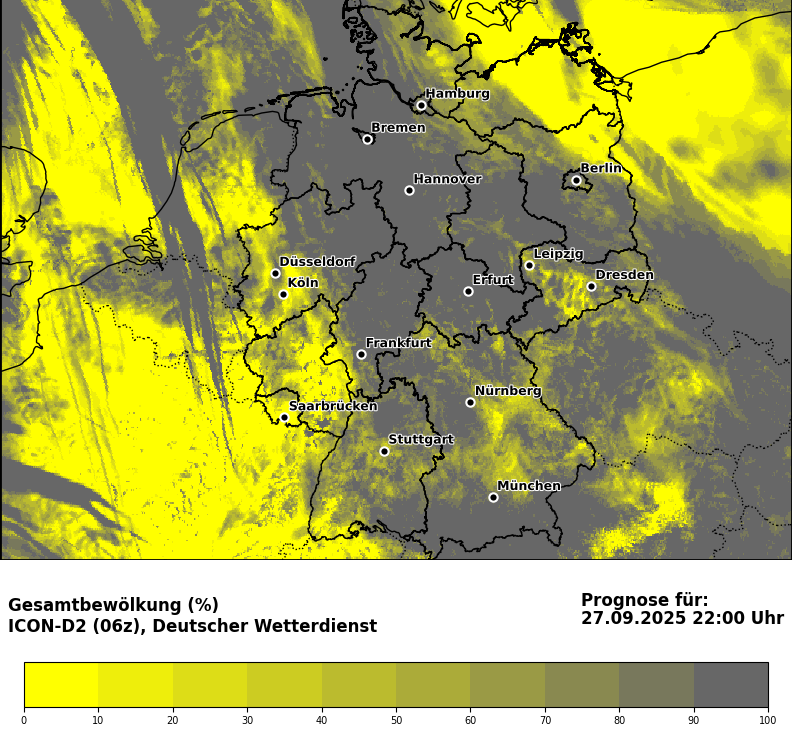 Hamburg
Bremen
Berlin
Hannover
Leipzig
Düsseldorf
Dresden
Köln
Erfurt
Frankfurt
Nürnberg
Saarbrücken
Stuttgart
München
Gesamtbewölkung (%)
ICON-D2 (06z), Deutscher Wetterdienst
Prognose für:
27.09.2025 22:00 Uhr
0 10 20 30 40 50 60 70 80 90 100